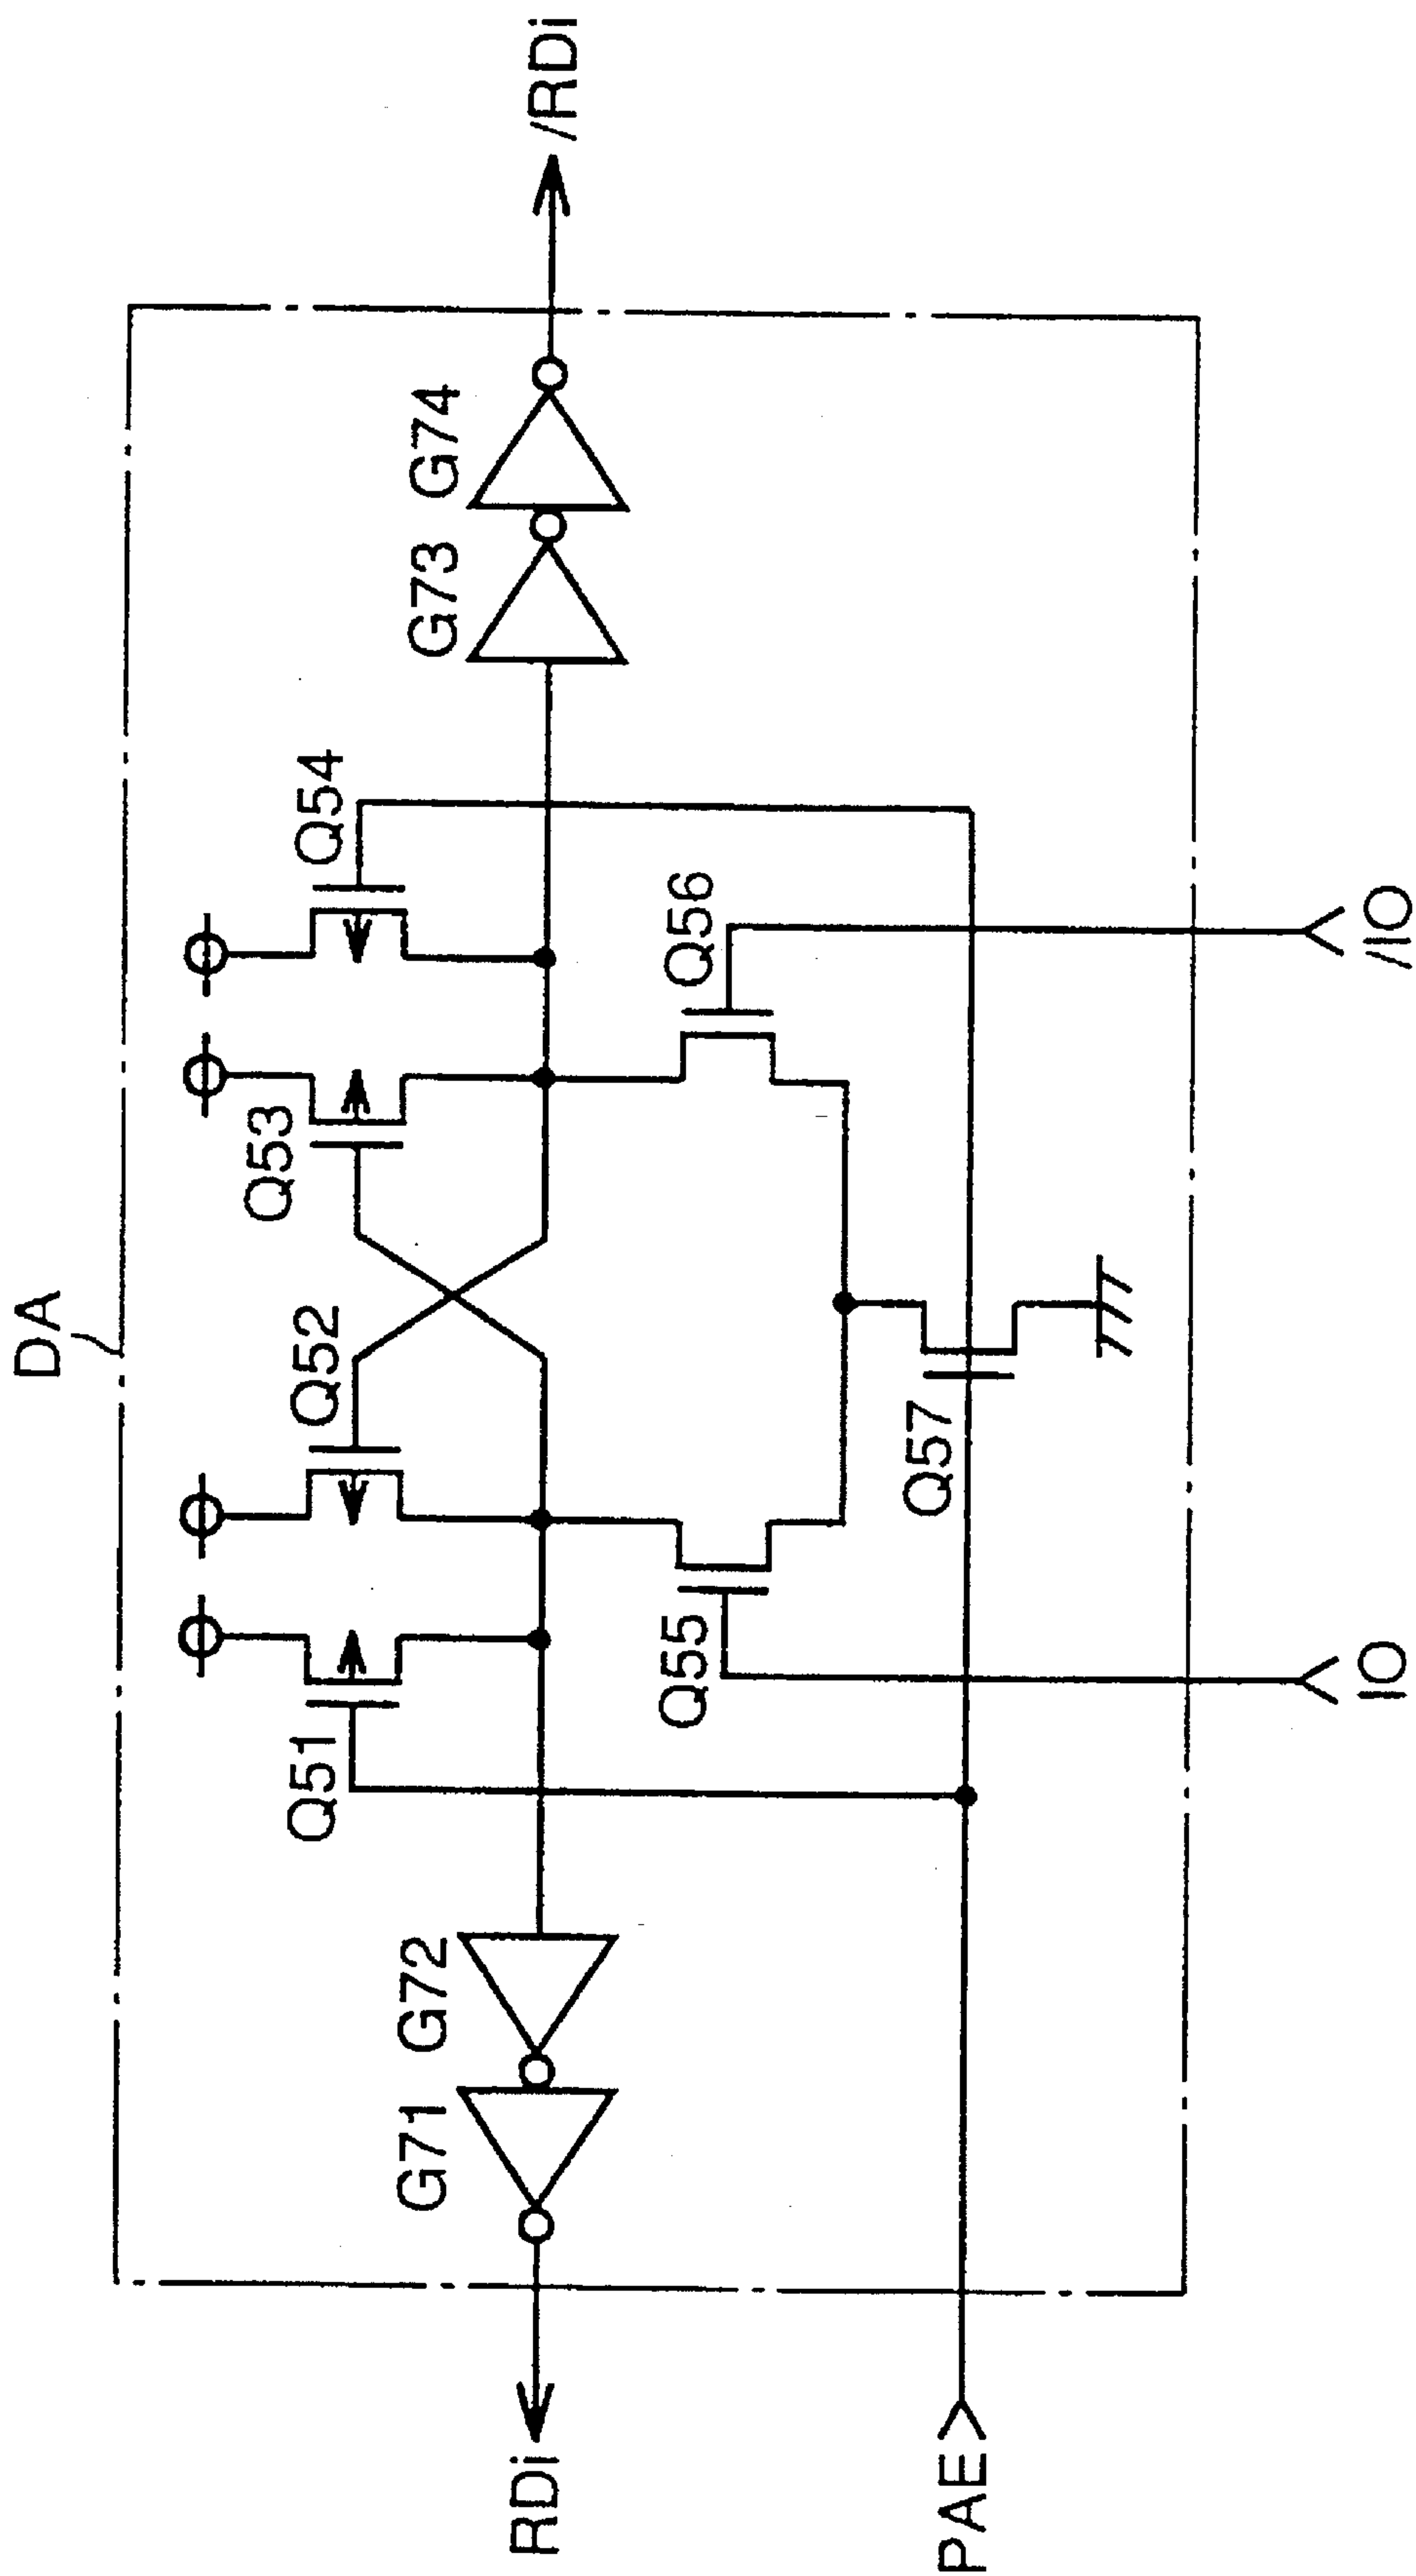 DA
Q51
Q52
Q53
Q54
G71
G72
G73
G74
RDi
/RDi
Q55
Q56
Q57
PAE
IO
/IO